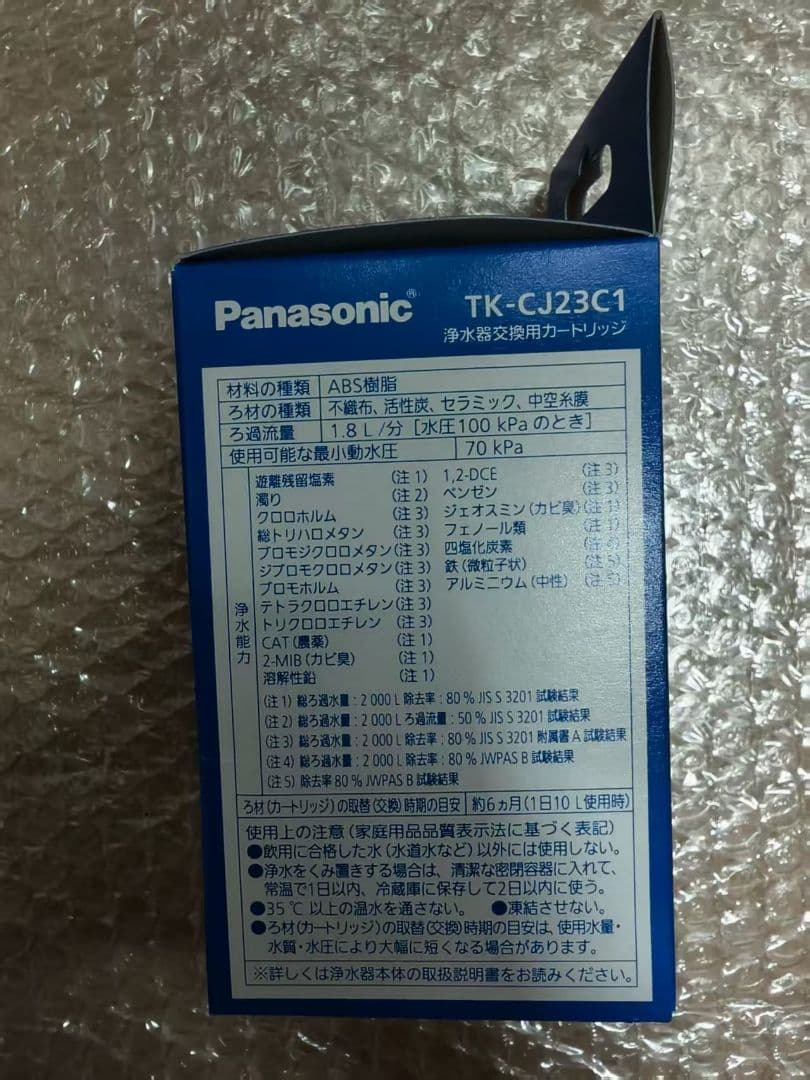 Panasonic®
TK-CJ23C1
浄水器交換用カートリッジ
材料の種類 ABS樹脂
ろ材の種類 不織布、活性炭、セラミック、中空糸膜
ろ過流量 1.8 L/分 [水圧100 kPa のとき]
使用可能な最小動水圧 70 kPa
浄水能力
遊離残留塩素 (注1) 1,2-DCE (注3)
濁り (注2) ベンゼン (注3)
クロロホルム (注3) ジェオスミン(カビ臭)(注1)
総トリハロメタン (注3) フェノール類 (注1)
ブロモジクロロメタン(注3) 四塩化炭素
ジブロモクロロメタン(注3) 鉄(微粒子状) (注5)
ブロモホルム (注3) アルミニウム(中性) (注5)
テトラクロロエチレン(注3)
トリクロロエチレン (注3)
CAT(農薬) (注1)
2-MIB(カビ臭) (注1)
溶解性鉛 (注1)
(注1) 総ろ過水量:2 000 L 除去率:80% JIS S 3201 試験結果
(注2) 総ろ過水量:2 000 L ろ過流量:50% JIS S 3201 試験結果
(注3) 総ろ過水量:2 000 L 除去率:80% JIS S 3201 附属書 A 試験結果
(注4) 総ろ過水量:2 000 L 除去率:80% JWPAS B 試験結果
(注5) 除去率80% JWPAS B 試験結果
ろ材(カートリッジ)の取替(交換)時期の目安 約6ヵ月(1日10 L使用時)
使用上の注意(家庭用品品質表示法に基づく表記)
●飲用に合格した水(水道水など)以外には使用しない。
●浄水をくみ置きする場合は、清潔な密閉容器に入れて、
常温で1日以内、冷蔵庫に保存して2日以内に使う。
●35℃以上の温水を通さない。 ●凍結させない。
●ろ材(カートリッジ)の取替(交換)時期の目安は、使用水量・
水質・水圧により大幅に短くなる場合があります。
※詳しくは浄水器本体の取扱説明書をお読みください。